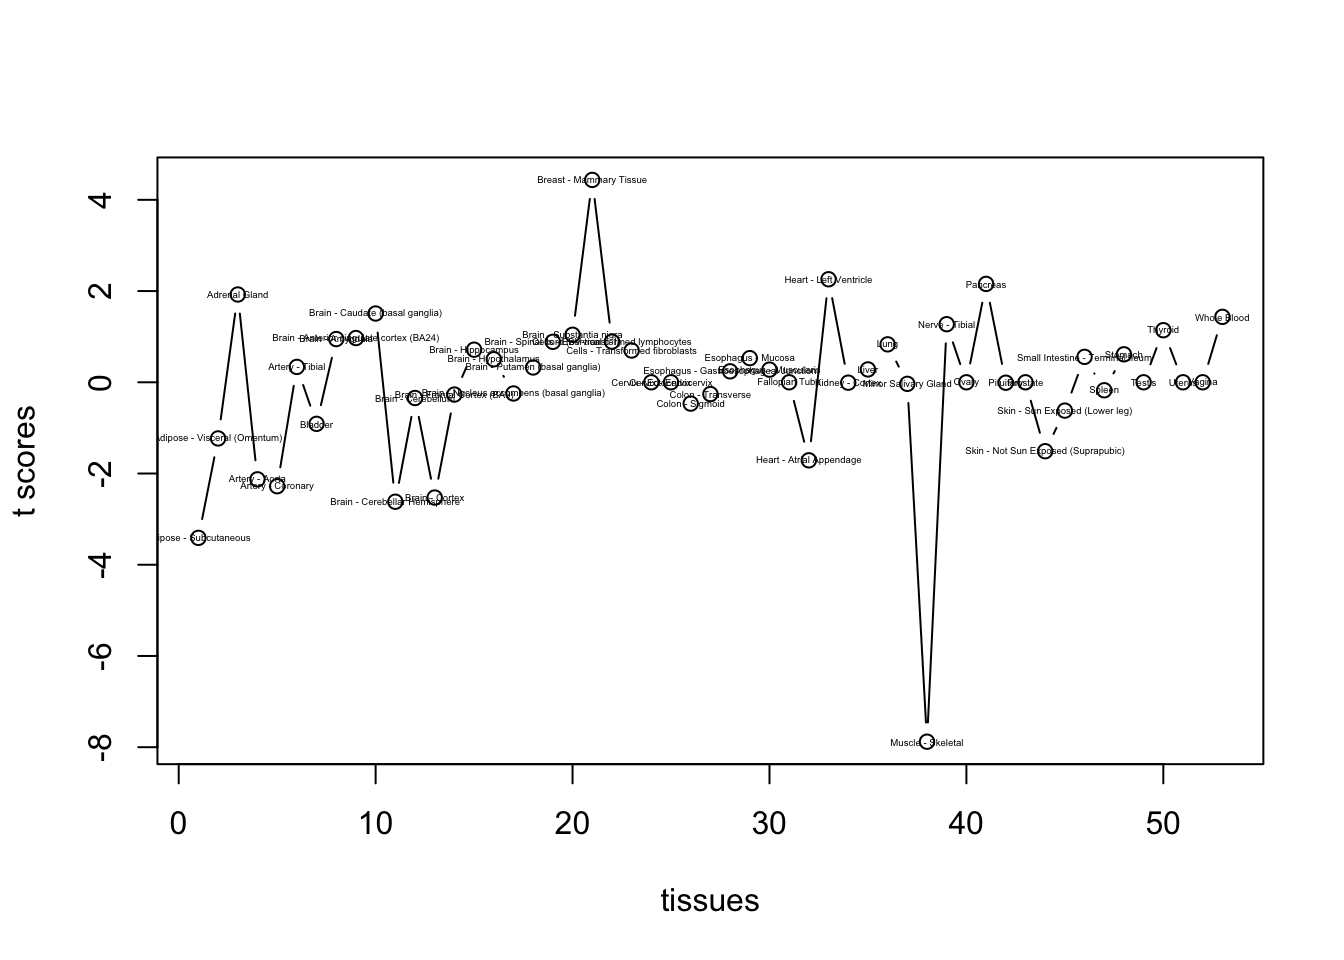 t scores
4
2
0
-2
-4
-6
-8
Breast - Mammary Tissue
Heart - Left Ventricle
Pancreas
Adrenal Gland
Brain - Caudate (basal ganglia)
Whole Blood
Nerve - Tibial
Thyroid
Brain - Substantia nigra
Lung
Brain - Hippocampus
Cells - Transformed fibroblasts
Stomach
Small Intestine - Terminal Ileum
Esophagus - Mucosa
Brain - Hypothalamus
Artery - Tibial
Brain - Putamen (basal ganglia)
Liver
Fallopian Tube
Minor Salivary Gland
Ovary
Pituitary
Prostate
Testis
Uterus
Vagina
Spleen
Colon - Transverse
Colon - Sigmoid
Brain - Cerebellum
Skin - Sun Exposed (Lower leg)
Bladder
Adipose - Visceral (Omentum)
Skin - Not Sun Exposed (Suprapubic)
Heart - Atrial Appendage
Artery - Aorta
Artery - Coronary
Brain - Cortex
Brain - Cerebellar Hemisphere
ipose - Subcutaneous
Muscle - Skeletal
0 10 20 30 40 50
tissues